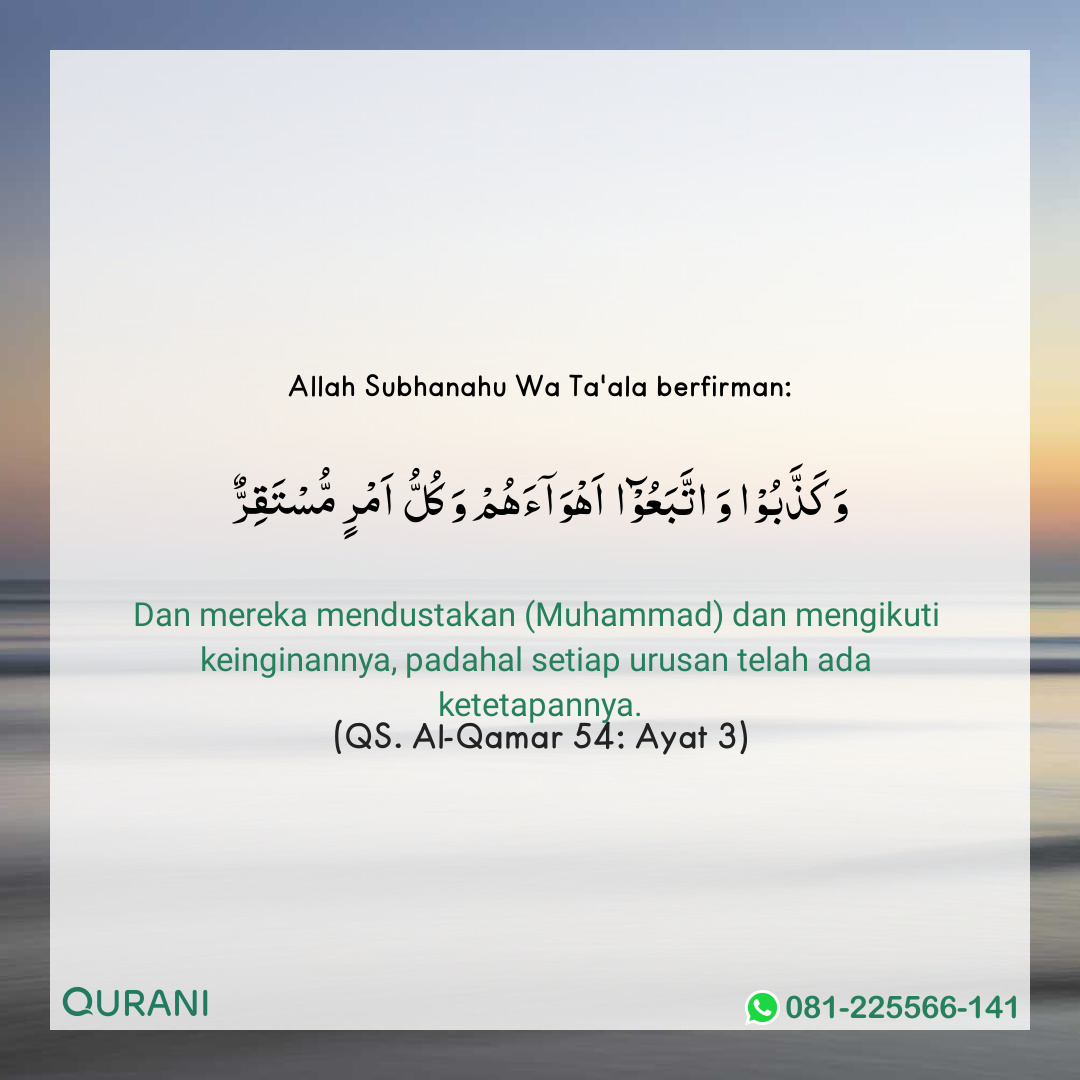 Allah Subhanahu Wa Ta'ala berfirman:
وَكَذَّبُوْا وَاتَّبَعُوْٓا اَهْوَآءَهُمْ وَكُلُّ اَمْرٍ مُّسْتَقِرٌّ
Dan mereka mendustakan (Muhammad) dan mengikuti
keinginannya, padahal setiap urusan telah ada
ketetapannya.
(QS. Al-Qamar 54: Ayat 3)
QURANI
081-225566-141